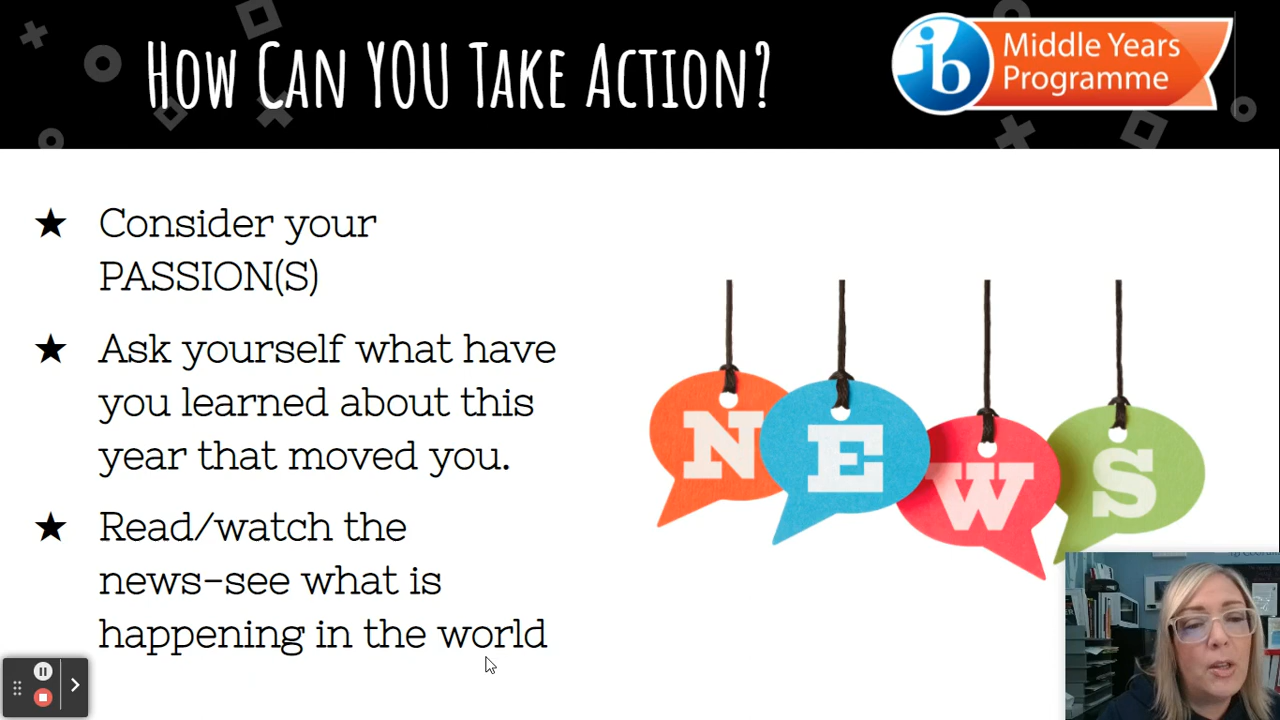 How Can YOU Take Action?
ib
Middle Years
Programme
★ Consider your
PASSION(S)
★ Ask yourself what have
you learned about this
year that moved you.
★ Read/watch the
news-see what is
happening in the world
NEWS